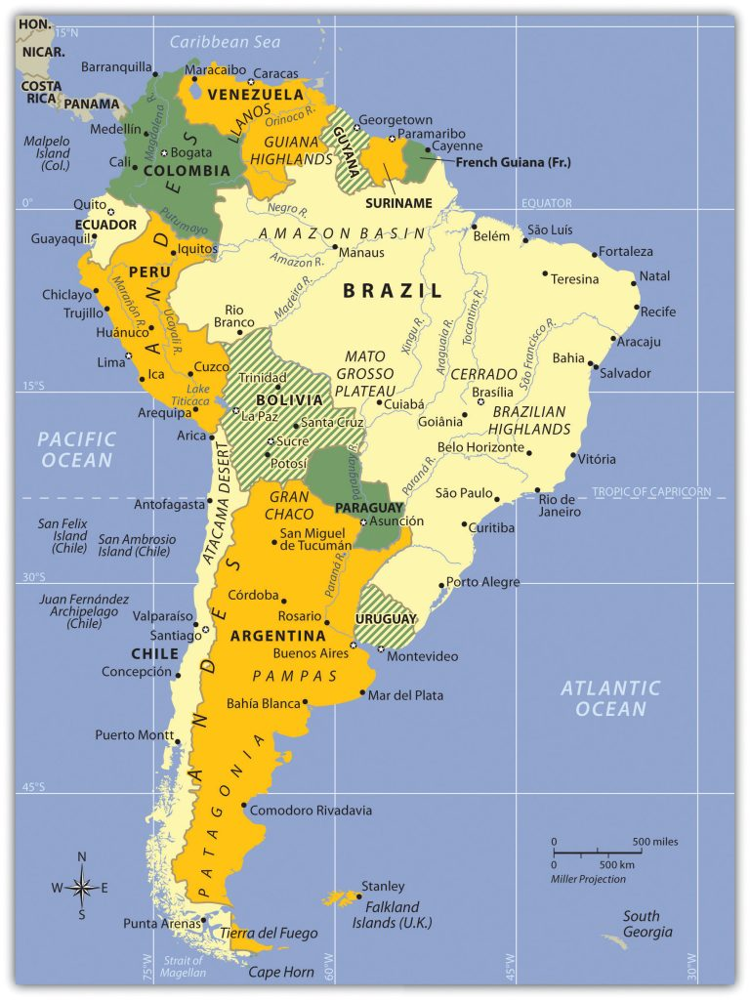 HON.
15°N
NICAR.
Caribbean Sea
Barranquilla
Maracaibo
Caracas
COSTA
RICA
PANAMA
VENEZUELA
Magdalena R.
LLANOS
Orinoco R.
Georgetown
Medellín
Paramaribo
Malpelo
Island
(Col.)
Bogata
GUIANA
HIGHLANDS
GUYANA
Cayenne
Cali
COLOMBIA
French Guiana (Fr.)
SURINAME
Quito
0°
Negro R.
EQUATOR
ECUADOR
Putumayo
AMAZON BASIN
Belém
São Luís
Guayaquil
Iquitos
Manaus
Fortaleza
Amazon R.
PERU
Teresina
Natal
Chiclayo
Marañón R.
BRAZIL
Madeira R.
Trujillo
Ucayali R.
Rio
Branco
Xingu R.
Araguaia R.
Tocantins R.
São Francisco R.
Recife
Huánuco
Aracaju
Lima
Cuzco
MATO
GROSSO
PLATEAU
CERRADO
Bahia
Salvador
Ica
Trinidad
Brasília
15°S
Lake
Titicaca
BOLIVIA
Cuiabá
Arequipa
La Paz
Goiânia
BRAZILIAN
HIGHLANDS
Santa Cruz
Arica
Sucre
Belo Horizonte
PACIFIC
OCEAN
Potosí
Vitória
Paraguay R.
Paraná R.
ANDES
ATACAMA DESERT
São Paulo
TROPIC OF CAPRICORN
Antofagasta
GRAN
CHACO
PARAGUAY
Rio de
Janeiro
Asunción
San Felix
Island
(Chile)
San Ambrosio
Island (Chile)
San Miguel
de Tucumán
Curitiba
30°S
Paraná R.
Porto Alegre
Juan Fernández
Archipelago
(Chile)
Córdoba
Valparaíso
Rosario
URUGUAY
Santiago
ARGENTINA
CHILE
Buenos Aires
Montevideo
Concepción
PAMPAS
ANDES
ATLANTIC
OCEAN
Mar del Plata
Bahía Blanca
Puerto Montt
PATAGONIA
45°S
Comodoro Rivadavia
0 500 miles
0 500 km
Miller Projection
N
W E
S
Stanley
Falkland
Islands (U.K.)
Punta Arenas
Tierra del Fuego
South
Georgia
Strait of
Magellan
Cape Horn
75°W
60°W
45°W
30°W